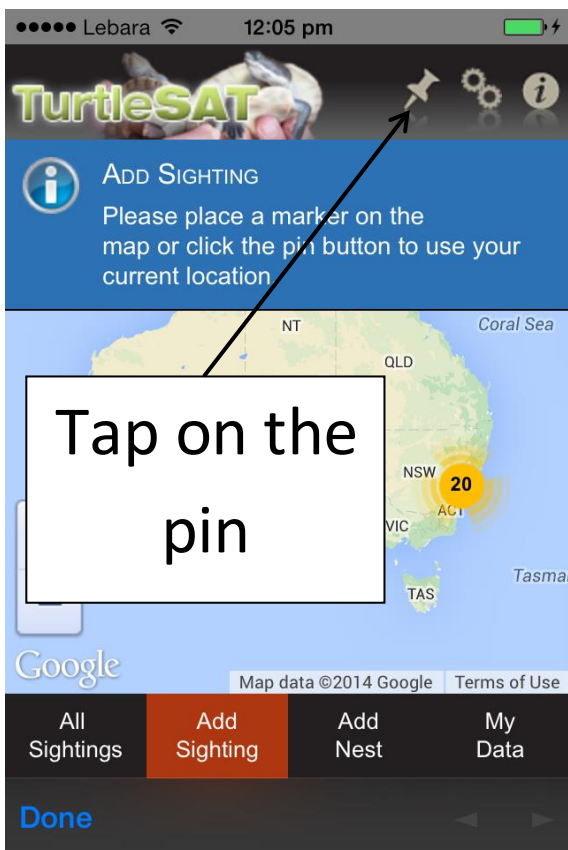 Lebara 12:05 pm
TurtleSAT
ADD SIGHTING
Please place a marker on the
map or click the pin button to use your
current location
NT
Coral Sea
QLD
Tap on the
pin
NSW
20
ACT
VIC
TAS
Tasma
Google
Map data ©2014 Google Terms of Use
All
Sightings
Add
Sighting
Add
Nest
My
Data
Done